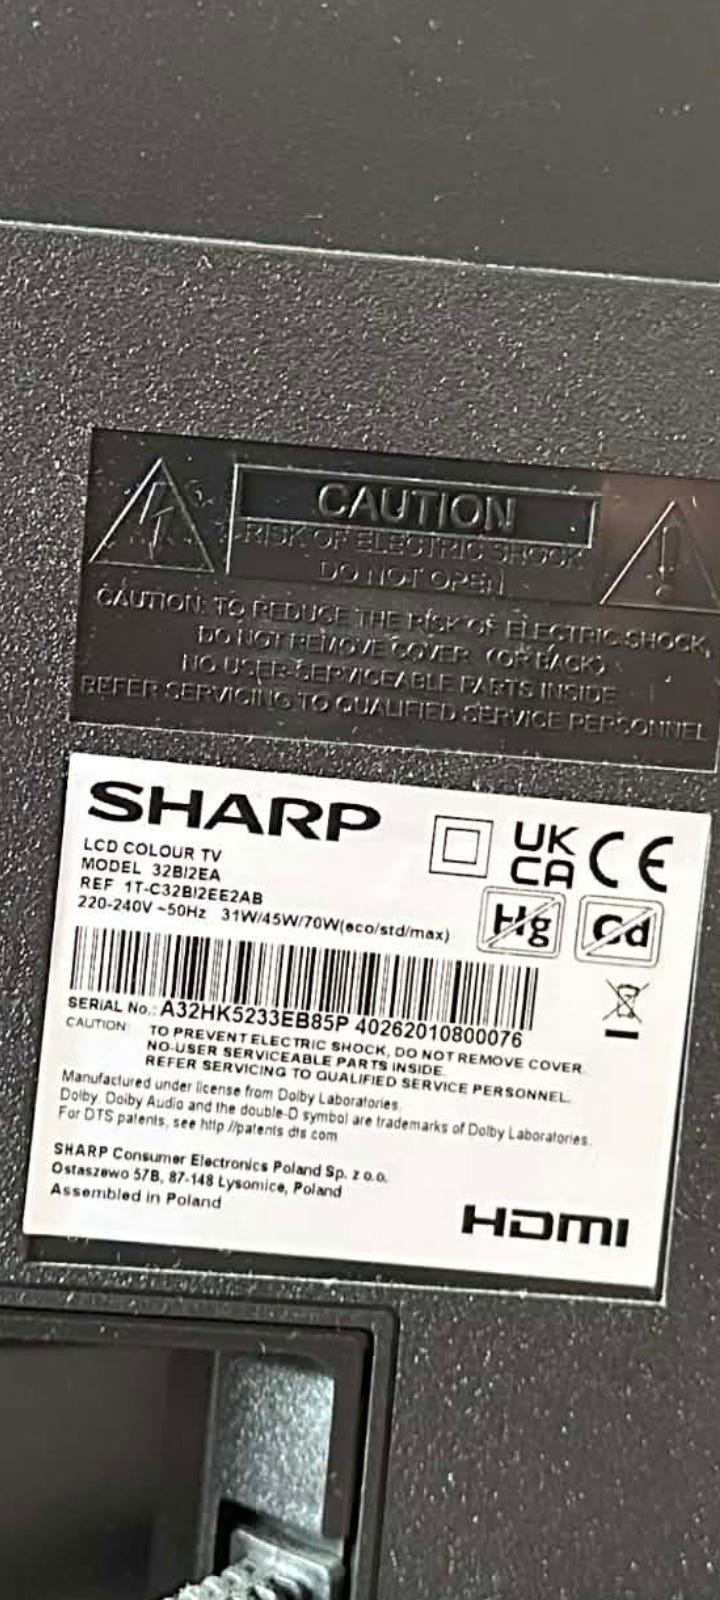 CAUTION
RISK OF ELECTRIC SHOCK
DO NOT OPEN
CAUTION: TO REDUCE THE RISK OF ELECTRIC SHOCK,
DO NOT REMOVE COVER (OR BACK)
NO USER-SERVICEABLE PARTS INSIDE
REFER SERVICING TO QUALIFIED SERVICE PERSONNEL
SHARP
UK
CA
CE
LCD COLOUR TV
MODEL 32BI2EA
REF 1T-C32BI2EE2AB
220-240V ~50Hz 31W/45W/70W(eco/std/max)
Hg
Cd
SERIAL No.: A32HK5233EB85P 40262010800076
CAUTION: TO PREVENT ELECTRIC SHOCK, DO NOT REMOVE COVER.
NO-USER SERVICEABLE PARTS INSIDE.
REFER SERVICING TO QUALIFIED SERVICE PERSONNEL.
Manufactured under license from Dolby Laboratories.
Dolby, Dolby Audio and the double-D symbol are trademarks of Dolby Laboratories.
For DTS patents, see http://patents.dts.com
SHARP Consumer Electronics Poland Sp. z o.o.
Ostaszewo 57B, 87-148 Łysomice, Poland
Assembled in Poland
HDMI